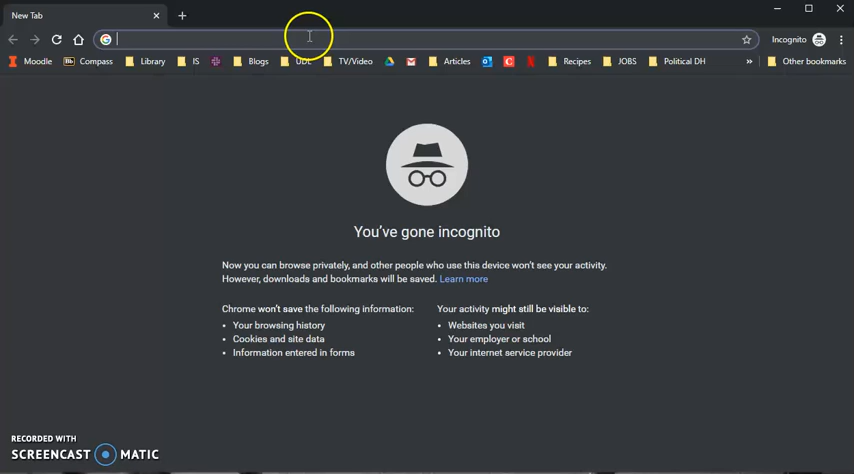 New Tab
Incognito
Moodle
Compass
Library
IS
Blogs
UDL
TV/Video
Articles
Recipes
JOBS
Political DH
»
Other bookmarks
You've gone incognito
Now you can browse privately, and other people who use this device won't see your activity.
However, downloads and bookmarks will be saved. Learn more
Chrome won't save the following information:
• Your browsing history
• Cookies and site data
• Information entered in forms
Your activity might still be visible to:
• Websites you visit
• Your employer or school
• Your internet service provider
RECORDED WITH
SCREENCAST MATIC